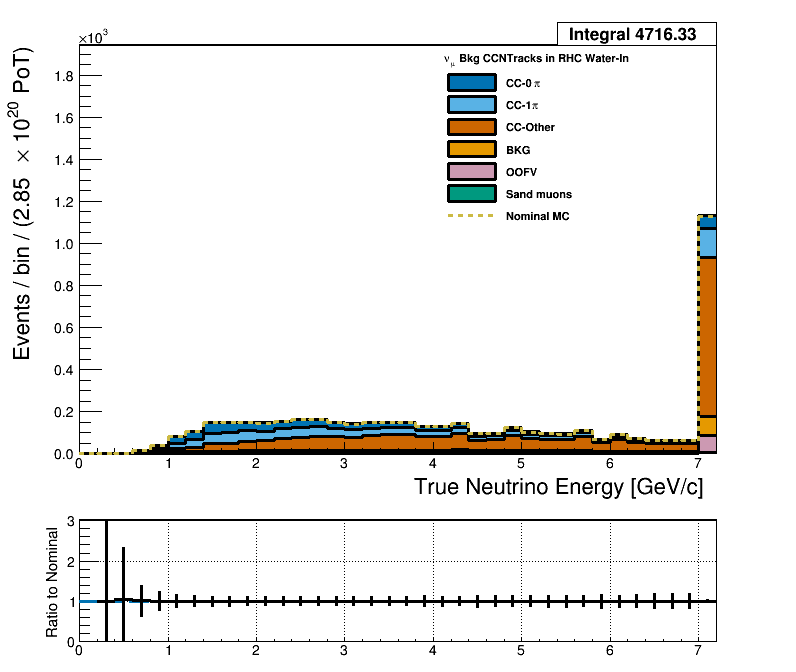 Integral 4716.33
×10³
ν_μ Bkg CCNTracks in RHC Water-In
CC-0 π
CC-1π
CC-Other
BKG
OOFV
Sand muons
Nominal MC
Events / bin / (2.85 × 10²⁰ PoT)
1.8
1.6
1.4
1.2
1.0
0.8
0.6
0.4
0.2
0.0
0 1 2 3 4 5 6 7
True Neutrino Energy [GeV/c]
Ratio to Nominal
3
2
1
0
0 1 2 3 4 5 6 7